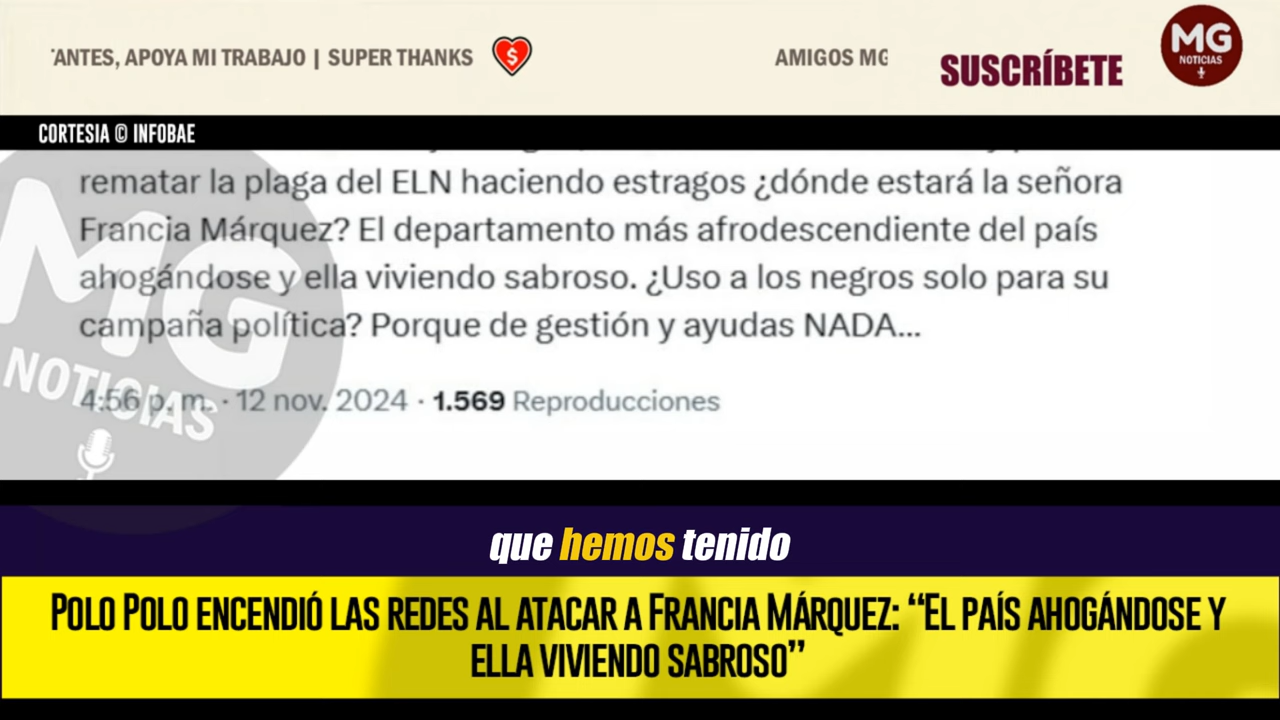 'ANTES, APOYA MI TRABAJO | SUPER THANKS
AMIGOS MG
SUSCRÍBETE
MG
NOTICIAS
CORTESIA © INFOBAE
rematar la plaga del ELN haciendo estragos ¿dónde estará la señora
Francia Márquez? El departamento más afrodescendiente del país
ahogándose y ella viviendo sabroso. ¿Uso a los negros solo para su
campaña política? Porque de gestión y ayudas NADA...
4:56 p. m. · 12 nov. 2024 · 1.569 Reproducciones
MG
NOTICIAS
que hemos tenido
POLO POLO ENCENDIÓ LAS REDES AL ATACAR A FRANCIA MÁRQUEZ: “EL PAÍS AHOGÁNDOSE Y
ELLA VIVIENDO SABROSO”